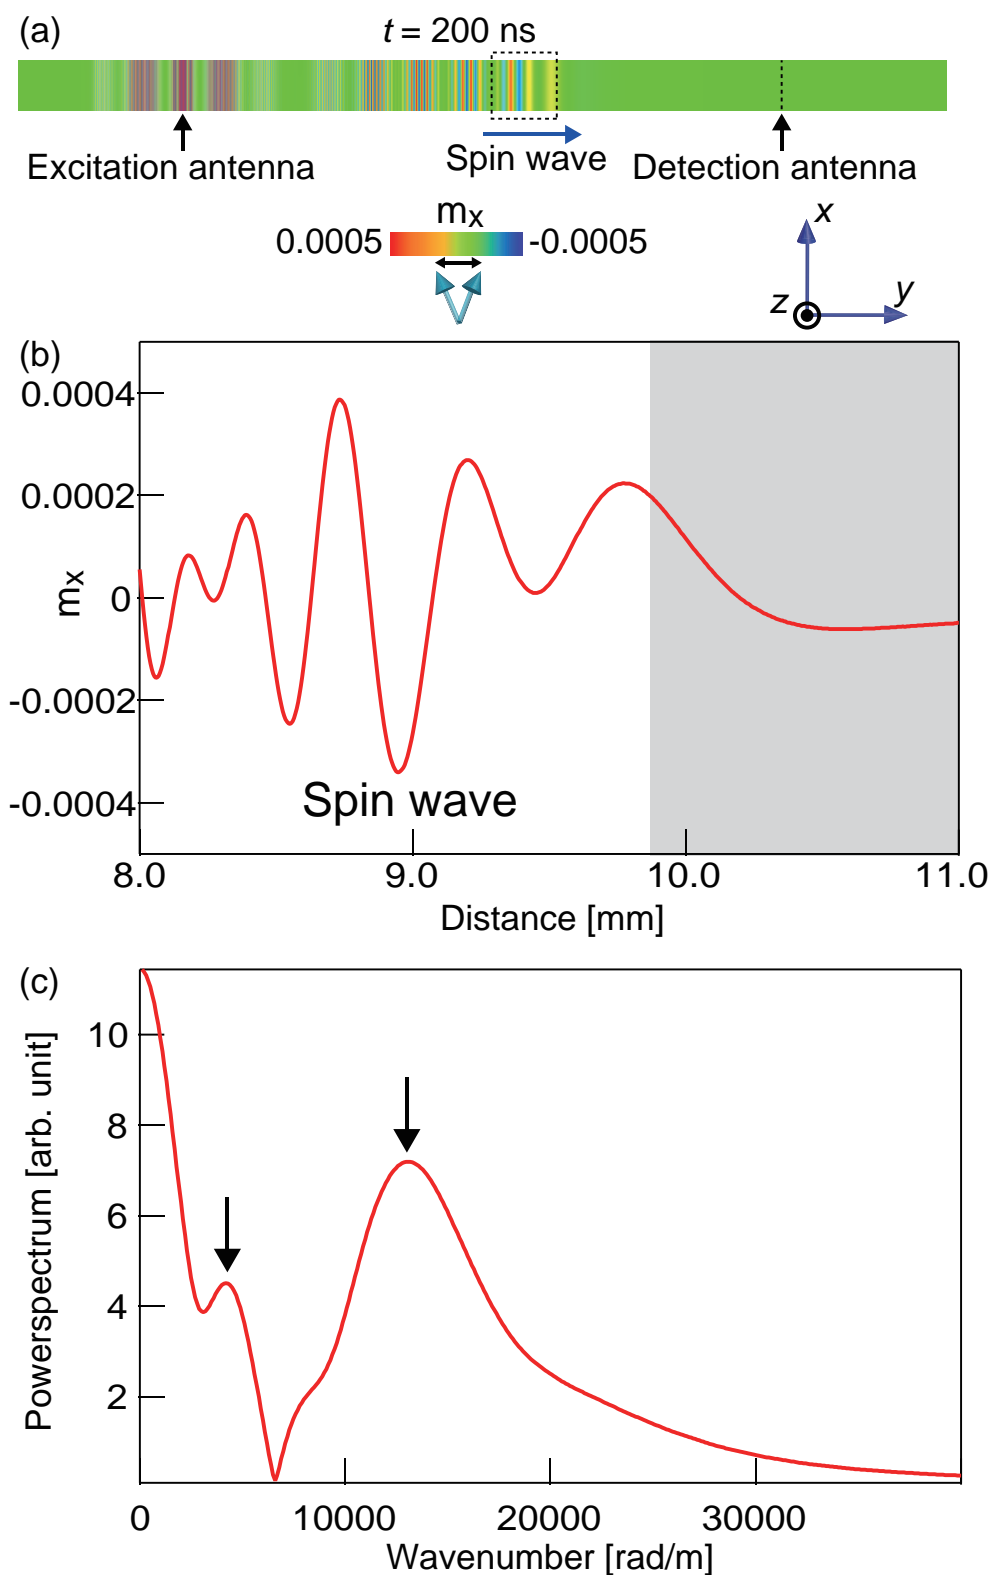 (a)
t = 200 ns
Excitation antenna
Spin wave
Detection antenna
mx
0.0005
-0.0005
x
y
z
(b)
0.0004
0.0002
0
-0.0002
-0.0004
mx
Spin wave
8.0
9.0
10.0
11.0
Distance [mm]
(c)
10
8
6
4
2
Powerspectrum [arb. unit]
0
10000
20000
30000
Wavenumber [rad/m]